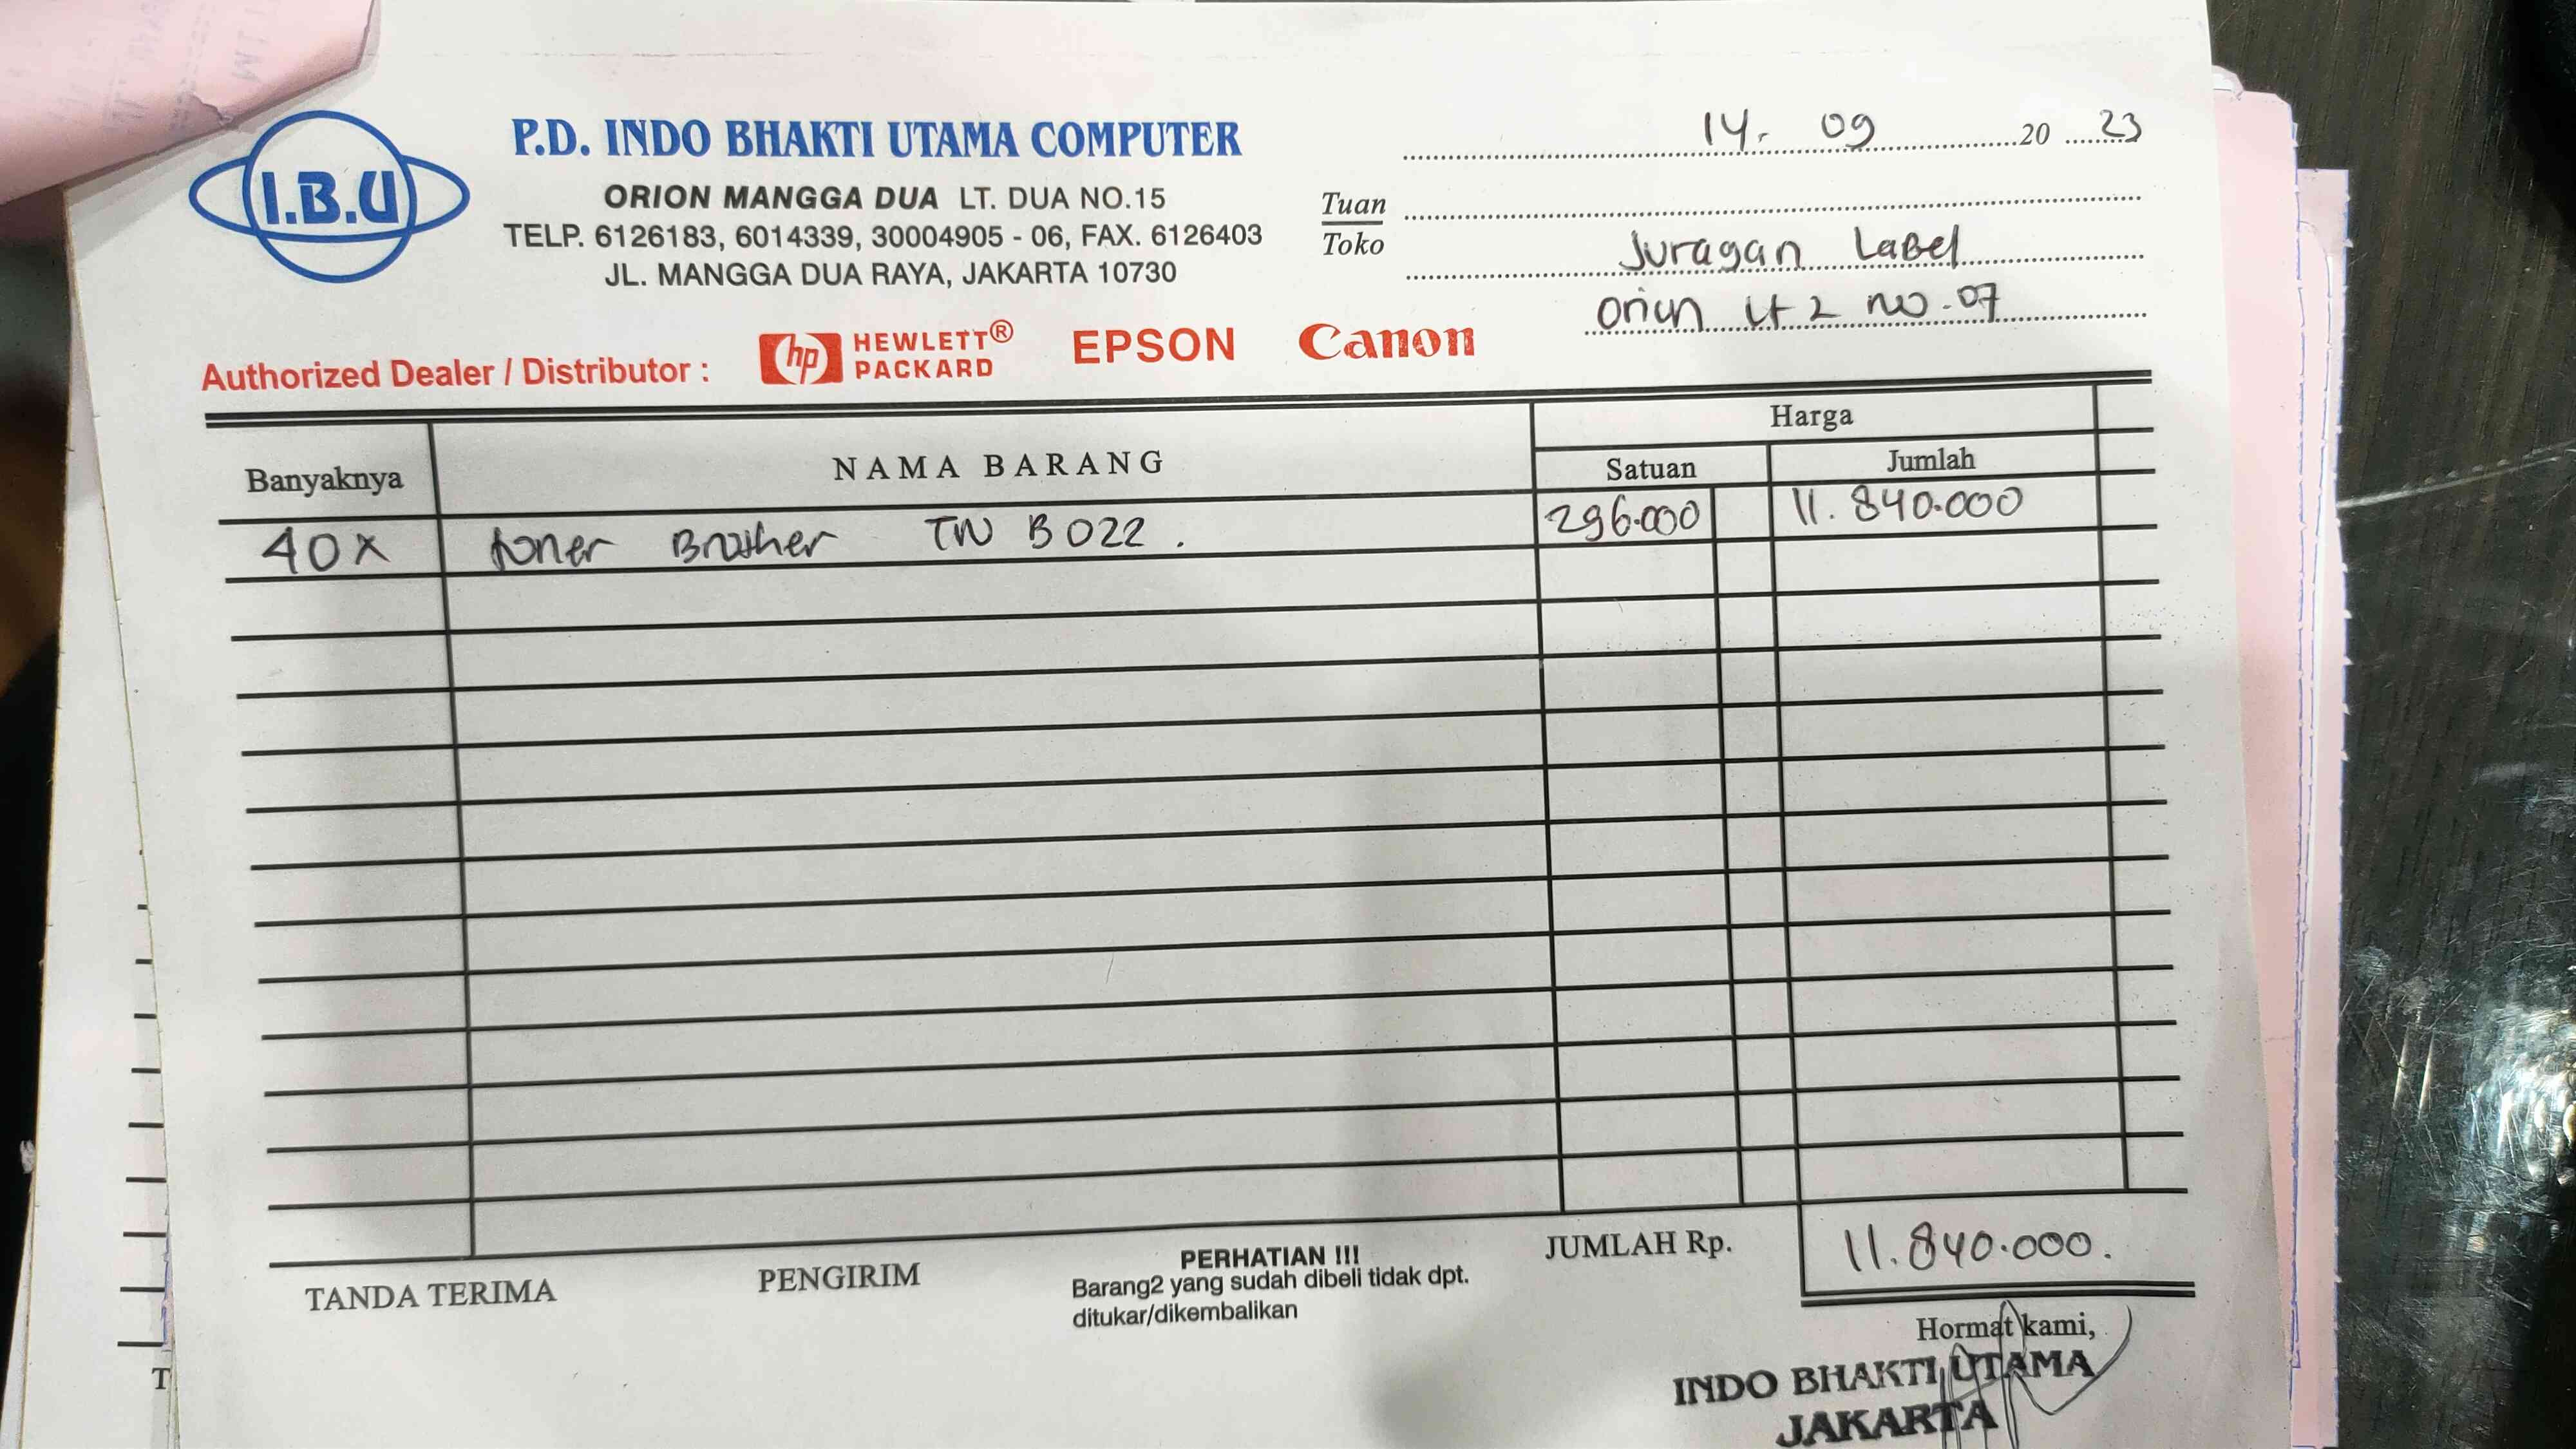 I.B.U
P.D. INDO BHAKTI UTAMA COMPUTER
ORION MANGGA DUA LT. DUA NO.15
TELP. 6126183, 6014339, 30004905 - 06, FAX. 6126403
JL. MANGGA DUA RAYA, JAKARTA 10730
14. 09 20 23
Tuan
Toko
Juragan Label
Orion Lt 2 no.07
Authorized Dealer / Distributor : hp HEWLETT® PACKARD EPSON Canon
Banyaknya NAMA BARANG Harga
Satuan Jumlah
40x toner Brother TN B022. 296.000 11.840.000
JUMLAH Rp. 11.840.000.
TANDA TERIMA PENGIRIM
PERHATIAN !!!
Barang2 yang sudah dibeli tidak dpt.
ditukar/dikembalikan
Hormat kami,
INDO BHAKTI UTAMA
JAKARTA
T